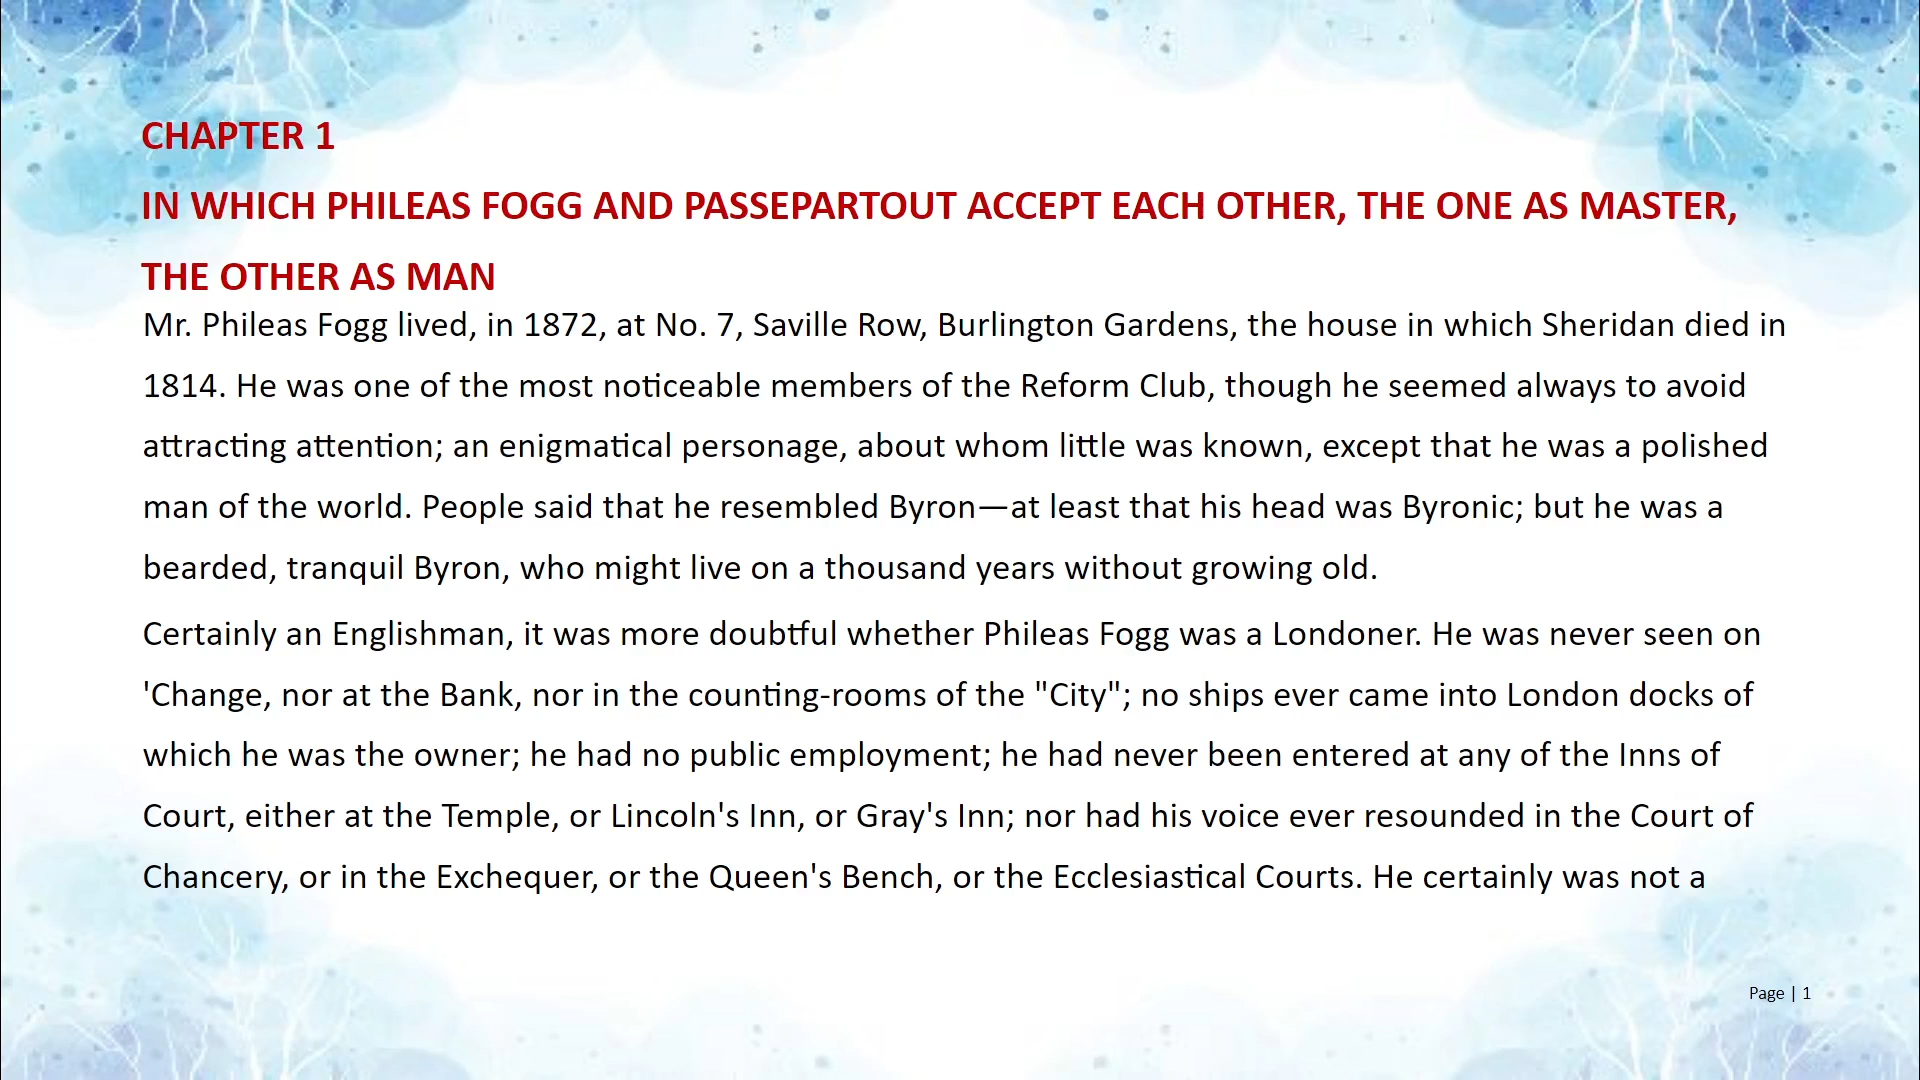 CHAPTER 1
IN WHICH PHILEAS FOGG AND PASSEPARTOUT ACCEPT EACH OTHER, THE ONE AS MASTER,
THE OTHER AS MAN
Mr. Phileas Fogg lived, in 1872, at No. 7, Saville Row, Burlington Gardens, the house in which Sheridan died in
1814. He was one of the most noticeable members of the Reform Club, though he seemed always to avoid
attracting attention; an enigmatical personage, about whom little was known, except that he was a polished
man of the world. People said that he resembled Byron—at least that his head was Byronic; but he was a
bearded, tranquil Byron, who might live on a thousand years without growing old.
Certainly an Englishman, it was more doubtful whether Phileas Fogg was a Londoner. He was never seen on
'Change, nor at the Bank, nor in the counting-rooms of the "City"; no ships ever came into London docks of
which he was the owner; he had no public employment; he had never been entered at any of the Inns of
Court, either at the Temple, or Lincoln's Inn, or Gray's Inn; nor had his voice ever resounded in the Court of
Chancery, or in the Exchequer, or the Queen's Bench, or the Ecclesiastical Courts. He certainly was not a
Page | 1